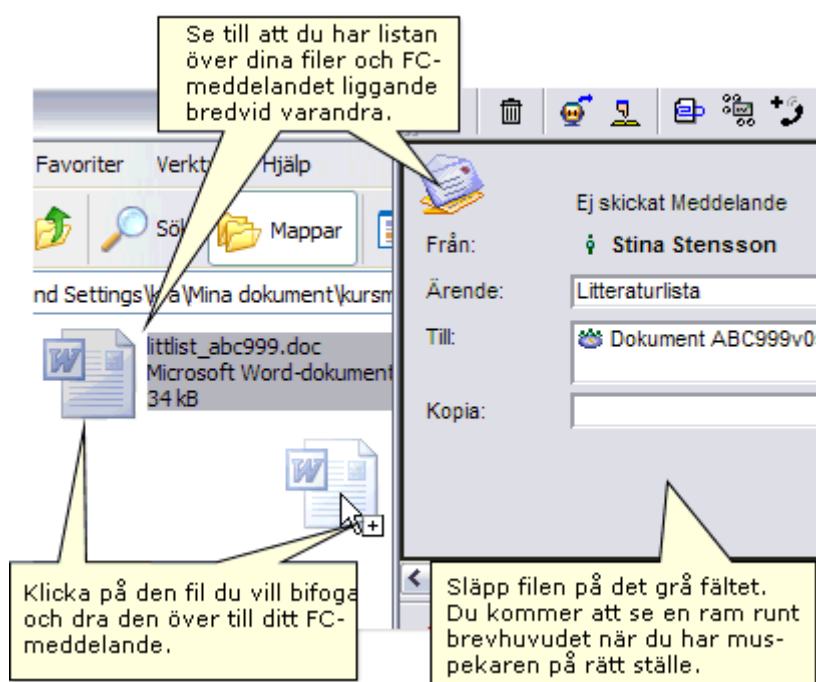 Se till att du har listan
över dina filer och FC-
meddelandet liggande
bredvid varandra.
Favoriter Verkt Hjälp
Sök Mappar
nd Settings \Mina dokument\kursm
littlist_abc999.doc
Microsoft Word-dokument
34 kB
Ej skickat Meddelande
Från: Stina Stensson
Ärende: Litteraturlista
Till: Dokument ABC999v0
Kopia:
Klicka på den fil du vill bifoga
och dra den över till ditt FC-
meddelande.
Släpp filen på det grå fältet.
Du kommer att se en ram runt
brevhuvudet när du har mus-
pekaren på rätt ställe.